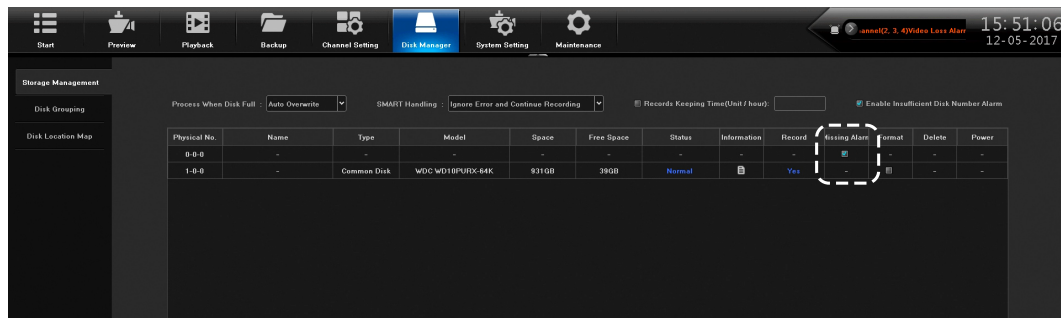 Start Preview Playback Backup Channel Setting Disk Manager System Setting Maintenance annel(2, 3, 4)Video Loss Alarr 15:51:06
12-05-2017
Storage Management
Disk Grouping
Disk Location Map
Process When Disk Full : Auto Overwrite SMART Handling : Ignore Error and Continue Recording Records Keeping Time(Unit / hour): Enable Insufficient Disk Number Alarm
Physical No. Name Type Model Space Free Space Status Information Record Missing Alarm Format Delete Power
0-0-0 - - - - - - - - - - -
1-0-0 - Common Disk WDC WD10PURX-64K 931GB 39GB Normal Yes - - -